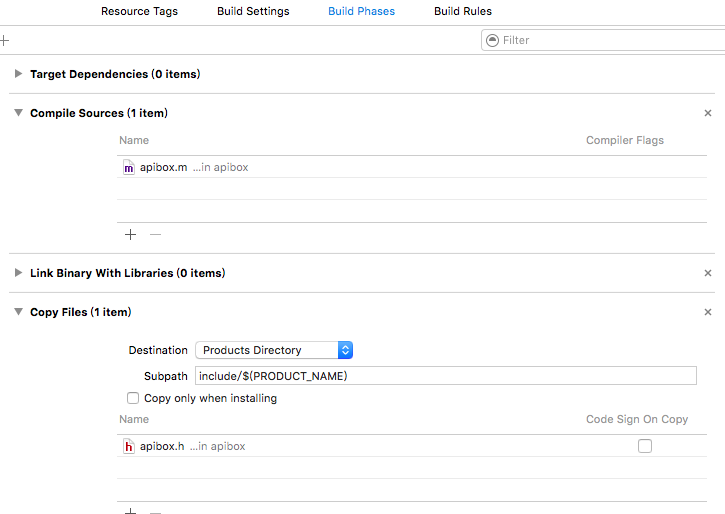 Resource Tags Build Settings Build Phases Build Rules
Filter
Target Dependencies (0 items)
Compile Sources (1 item)
Name Compiler Flags
m apibox.m ...in apibox
Link Binary With Libraries (0 items)
Copy Files (1 item)
Destination Products Directory
Subpath include/$(PRODUCT_NAME)
Copy only when installing
Name Code Sign On Copy
h apibox.h ...in apibox